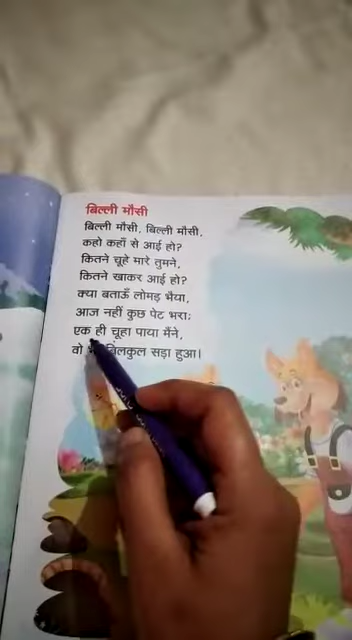 बिल्ली मौसी
बिल्ली मौसी, बिल्ली मौसी,
कहो कहाँ से आई हो?
कितने चूहे मारे तुमने,
कितने खाकर आई हो?
क्या बताऊँ लोमड़ भैया,
आज नहीं कुछ पेट भरा;
एक ही चूहा पाया मैंने,
वो बिलकुल सड़ा हुआ।